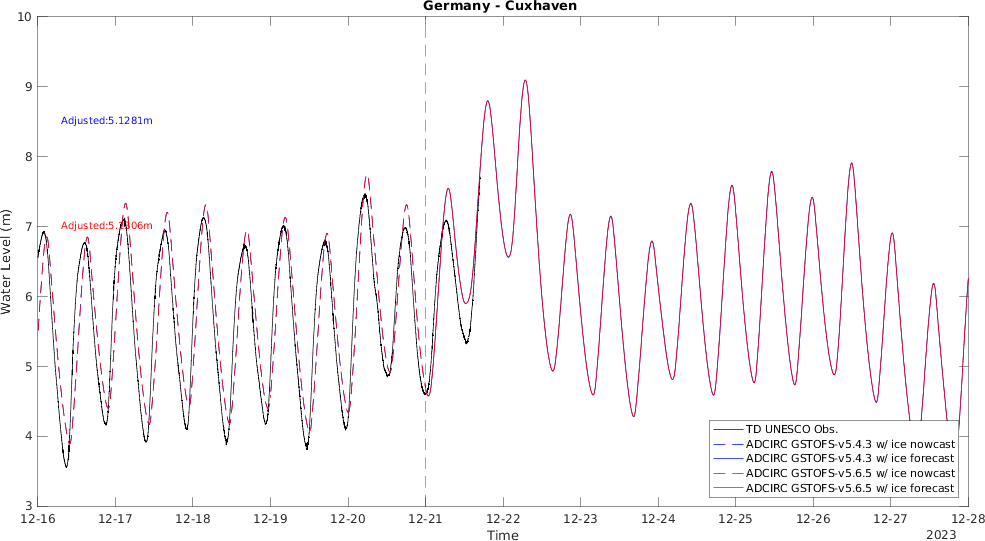 Germany - Cuxhaven
10
9
8
7
6
5
4
3
Water Level (m)
Adjusted:5.1281m
12-16
12-17
12-18
12-19
12-20
12-21
12-22
12-23
12-24
12-25
12-26
12-27
12-28
Time
2023
TD UNESCO Obs.
ADCIRC GSTOFS-v5.4.3 w/ ice nowcast
ADCIRC GSTOFS-v5.4.3 w/ ice forecast
ADCIRC GSTOFS-v5.6.5 w/ ice nowcast
ADCIRC GSTOFS-v5.6.5 w/ ice forecast